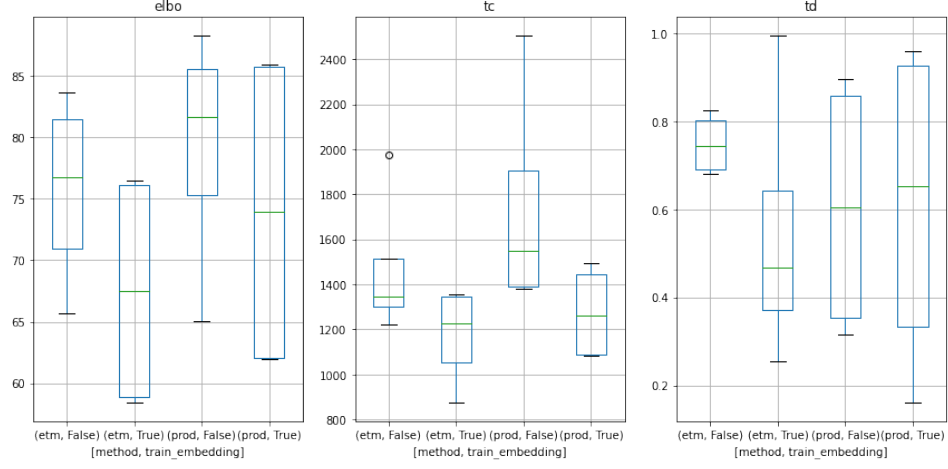 elbo
85
80
75
70
65
60
(etm, False) (etm, True) (prod, False) (prod, True)
[method, train_embedding]
tc
2400
2200
2000
1800
1600
1400
1200
1000
800
(etm, False) (etm, True) (prod, False) (prod, True)
[method, train_embedding]
td
1.0
0.8
0.6
0.4
0.2
(etm, False) (etm, True) (prod, False) (prod, True)
[method, train_embedding]